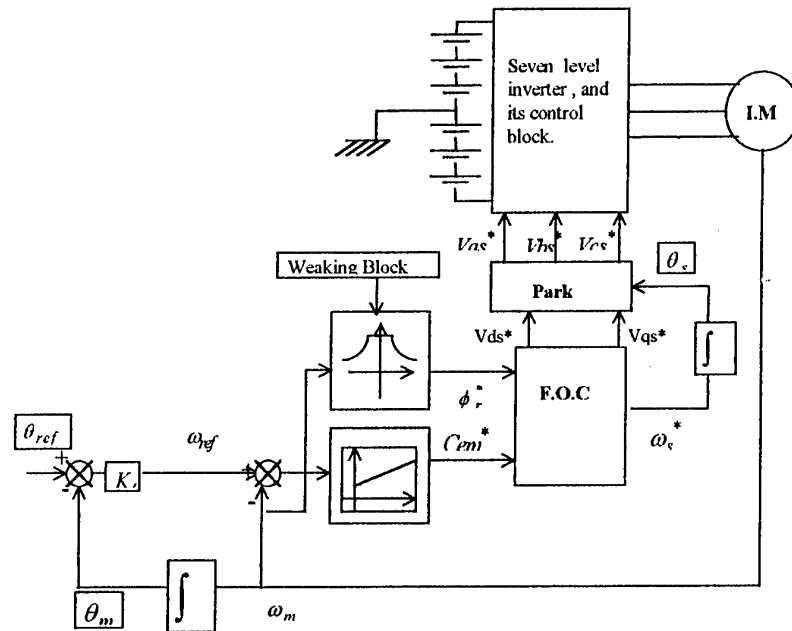 Seven level
inverter , and
its control
block.
I.M
Vas* Vbs* Vcs*
θs
Weaking Block
Park
Vds* Vqs*
F.O.C
ϕr*
ωs*
Cem*
θref
+
ωref
+
-
K
-
θm
ωm
∫
∫